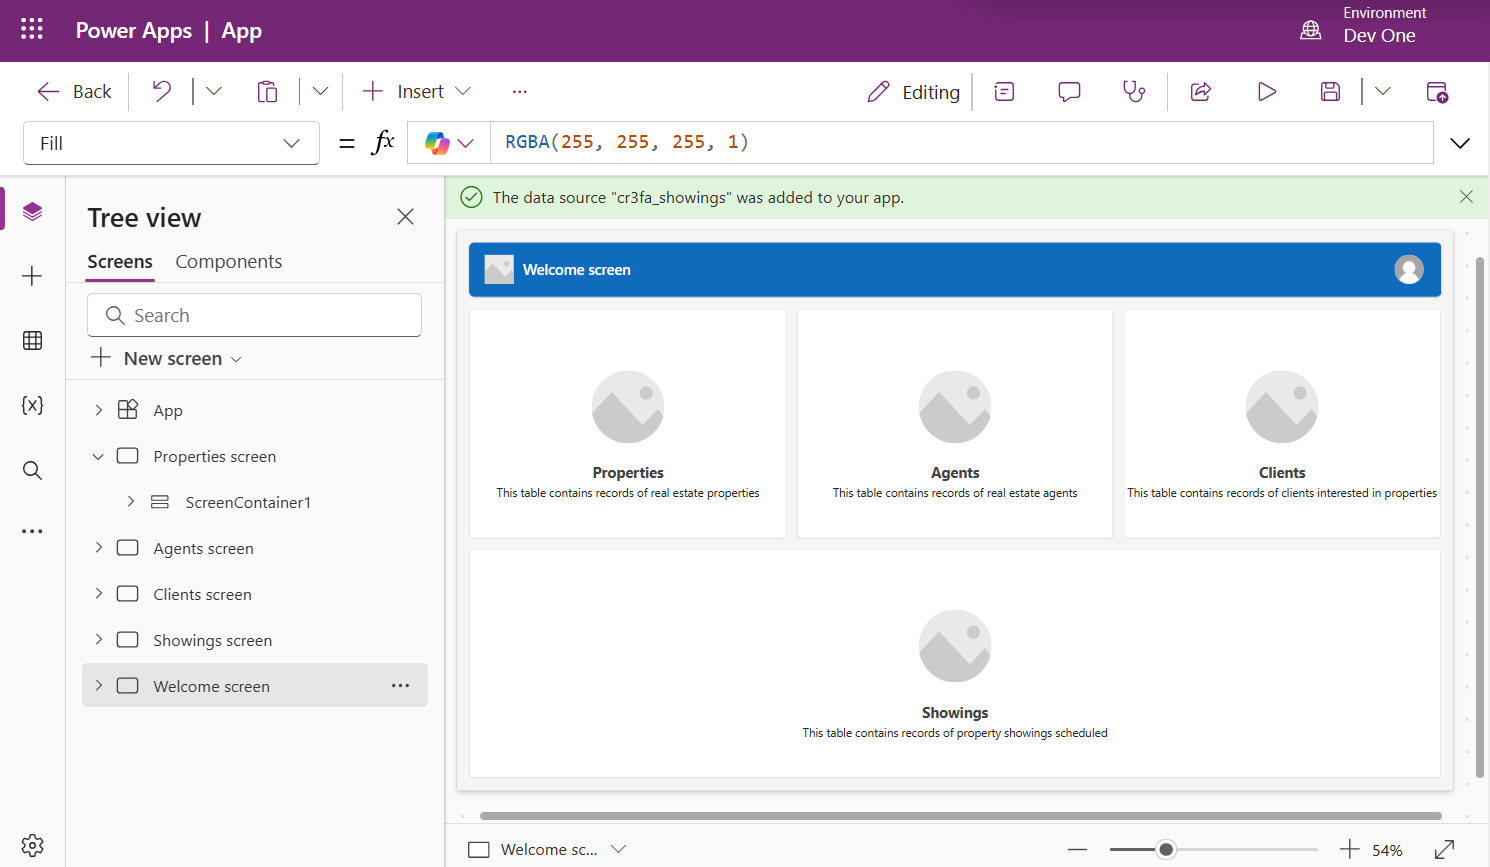 Power Apps | App
Environment
Dev One
Back
Insert
Editing
Fill
= fx
RGBA(255, 255, 255, 1)
Tree view
Screens
Components
Search
New screen
App
Properties screen
ScreenContainer1
Agents screen
Clients screen
Showings screen
Welcome screen
The data source "cr3fa_showings" was added to your app.
Welcome screen
Properties
This table contains records of real estate properties
Agents
This table contains records of real estate agents
Clients
This table contains records of clients interested in properties
Showings
This table contains records of property showings scheduled
Welcome sc...
54%